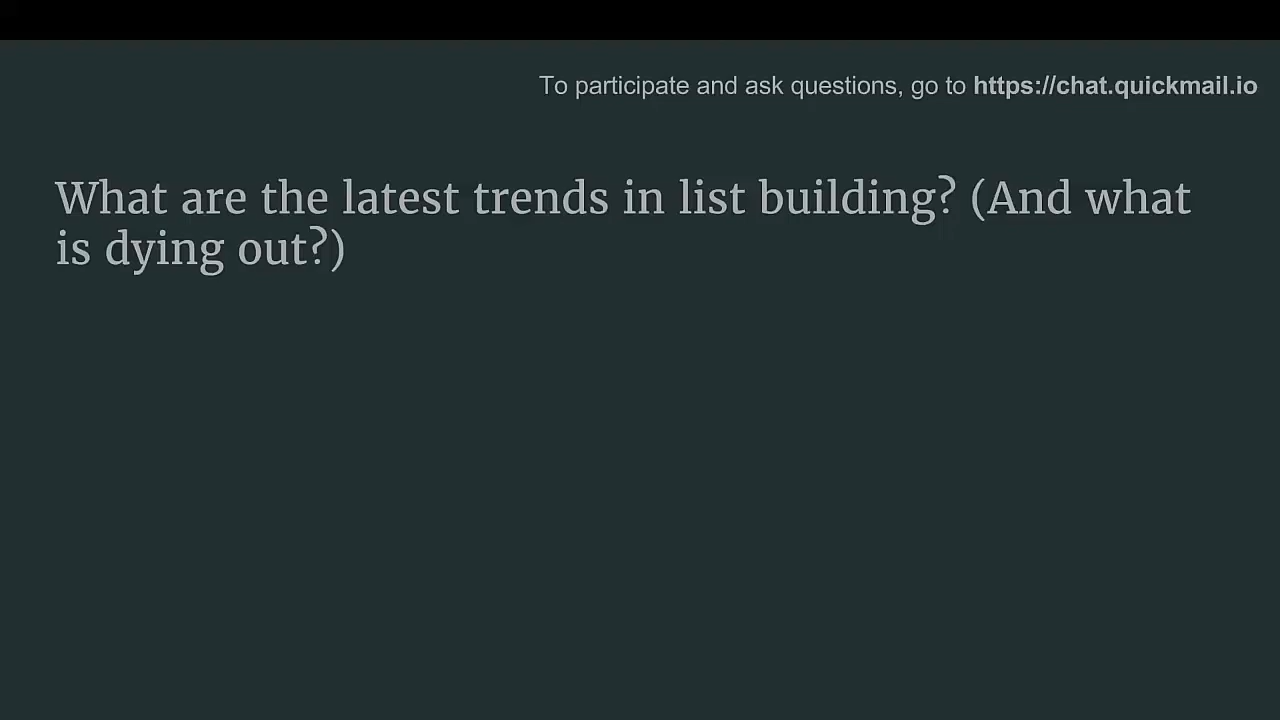 To participate and ask questions, go to https://chat.quickmail.io
What are the latest trends in list building? (And what
is dying out?)